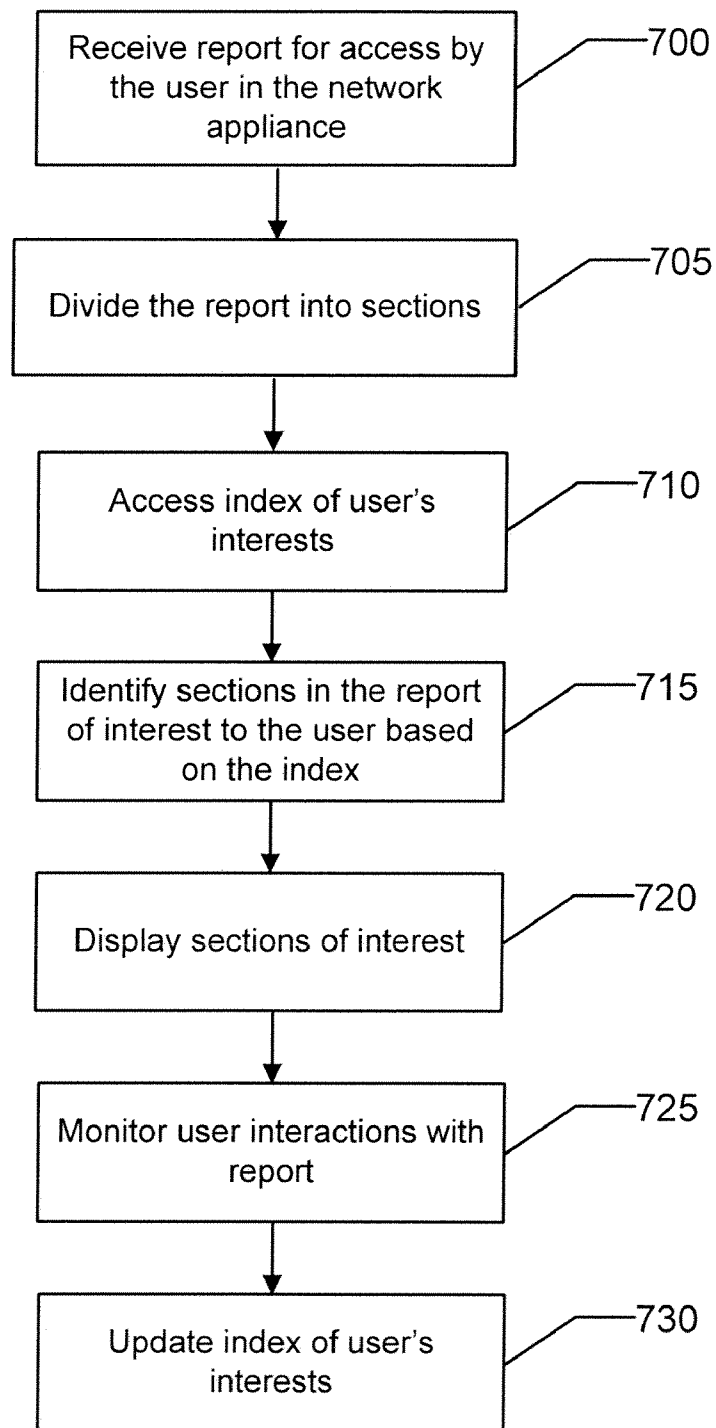 Receive report for access by
the user in the network
appliance
700
Divide the report into sections
705
Access index of user's
interests
710
Identify sections in the report
of interest to the user based
on the index
715
Display sections of interest
720
Monitor user interactions with
report
725
Update index of user's
interests
730